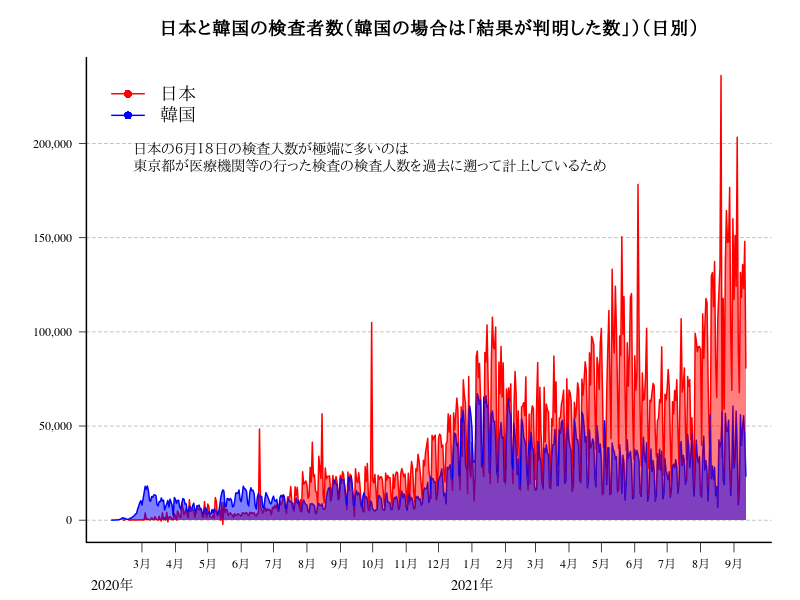 日本と韓国の検査者数(韓国の場合は「結果が判明した数」)(日別)
日本
韓国
日本の6月18日の検査人数が極端に多いのは
東京都が医療機関等の行った検査の検査人数を過去に遡って計上しているため
200,000
150,000
100,000
50,000
0
3月 4月 5月 6月 7月 8月 9月 10月 11月 12月 1月 2月 3月 4月 5月 6月 7月 8月 9月
2020年 2021年